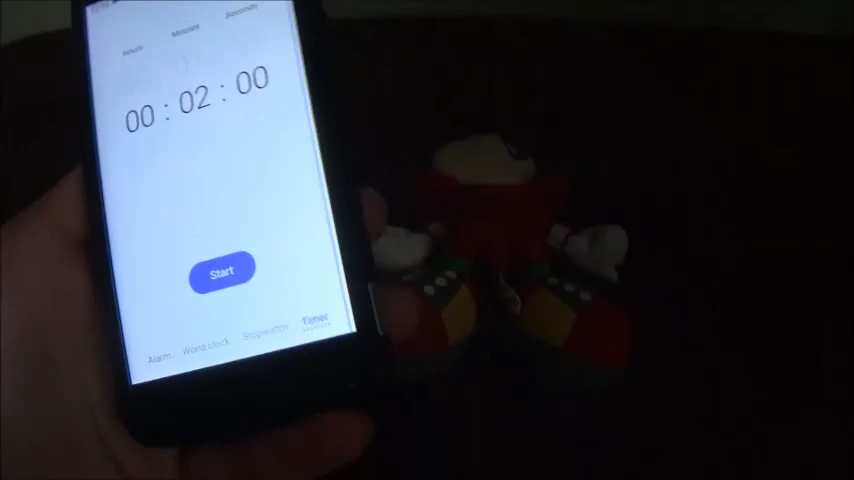 Hours Minutes Seconds
00 : 02 : 00
Start
Alarm World clock Stopwatch Timer